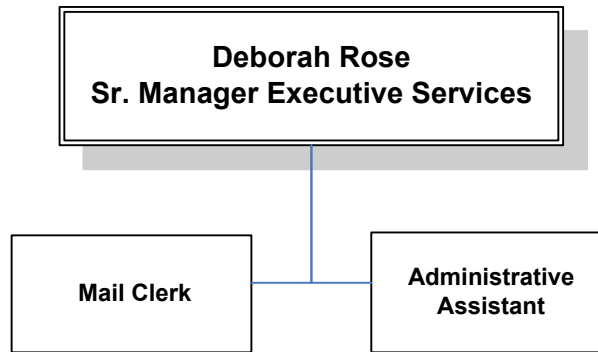 Deborah Rose
Sr. Manager Executive Services
Mail Clerk
Administrative
Assistant